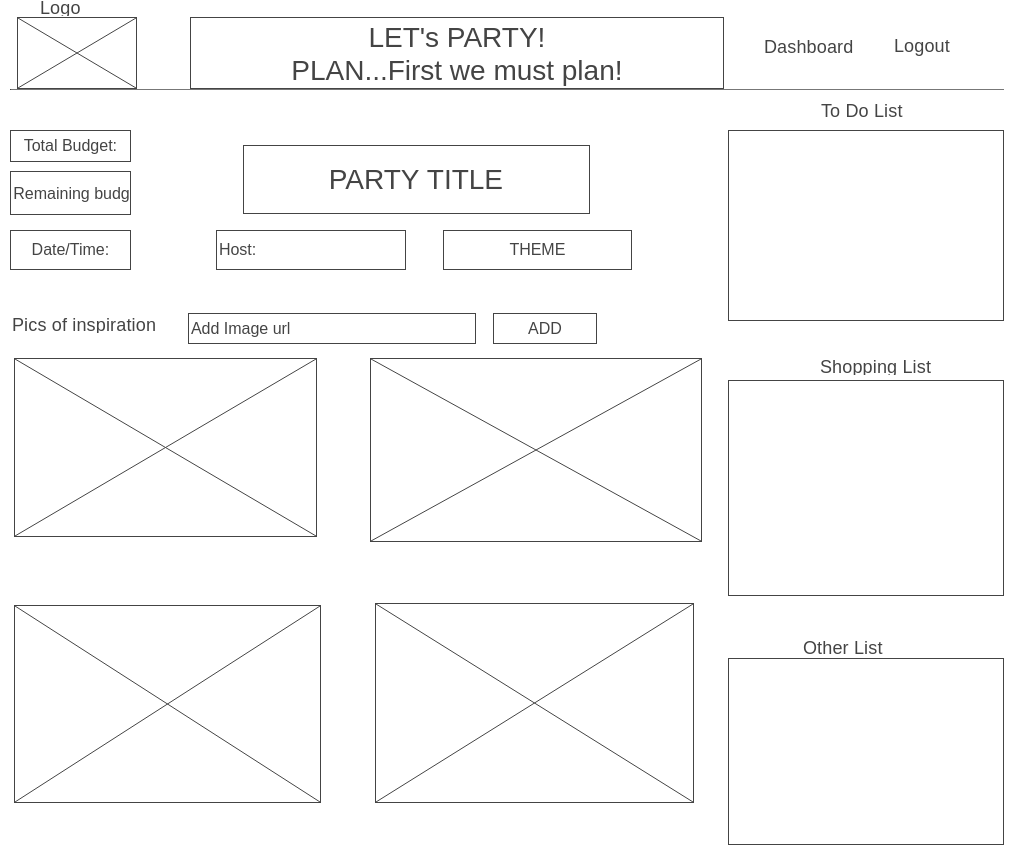 Logo
LET's PARTY!
PLAN...First we must plan!
Dashboard
Logout
To Do List
Total Budget:
Remaining budg
PARTY TITLE
Date/Time:
Host:
THEME
Pics of inspiration
Add Image url
ADD
Shopping List
Other List